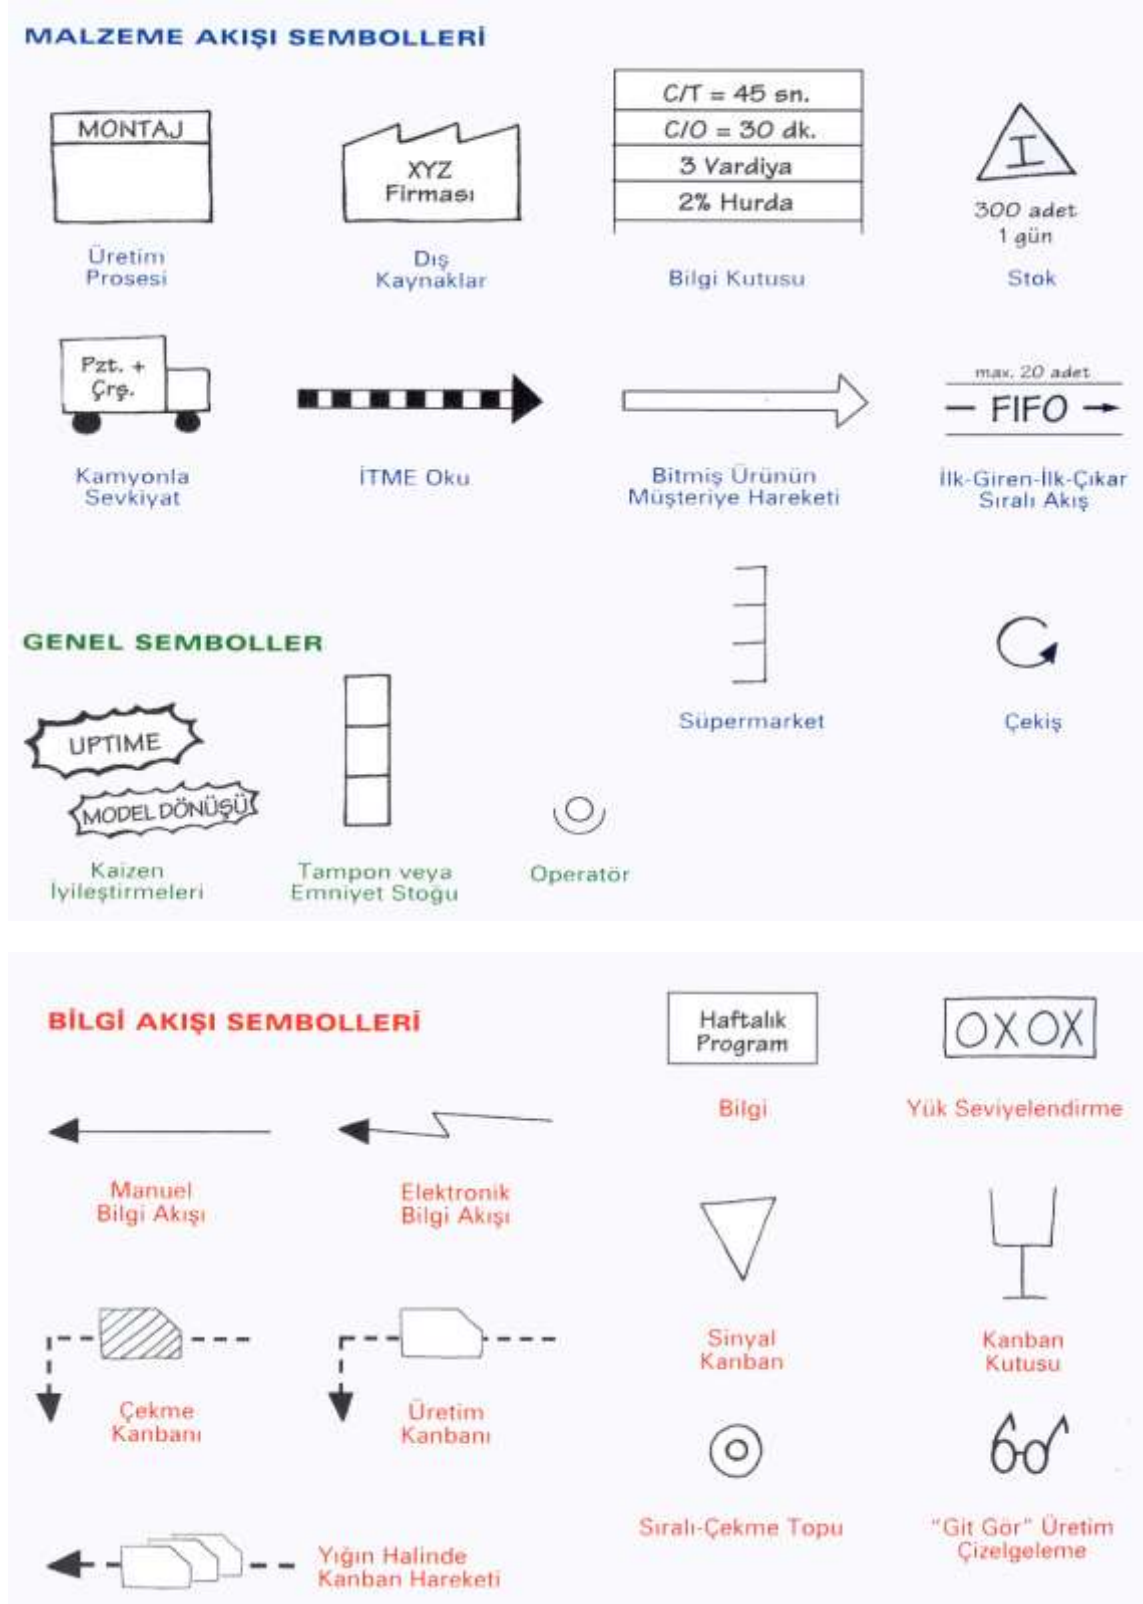 MALZEME AKIŞI SEMBOLLERİ
MONTAJ
Üretim
Prosesi
XYZ
Firması
Dış
Kaynaklar
C/T = 45 sn.
C/O = 30 dk.
3 Vardiya
2% Hurda
Bilgi Kutusu
I
300 adet
1 gün
Stok
Pzt. +
Çrş.
Kamyonla
Sevkiyat
İTME Oku
Bitmiş Ürünün
Müşteriye Hareketi
max. 20 adet
FIFO
İlk-Giren-İlk-Çıkar
Sıralı Akış
Süpermarket
Çekiş
GENEL SEMBOLLER
UPTIME
MODEL DÖNÜŞÜ
Kaizen
İyileştirmeleri
Tampon veya
Emniyet Stoğu
Operatör
BİLGİ AKIŞI SEMBOLLERİ
Haftalık
Program
Bilgi
OXOX
Yük Seviyelendirme
Manuel
Bilgi Akışı
Elektronik
Bilgi Akışı
Sinyal
Kanban
Kanban
Kutusu
Çekme
Kanbanı
Üretim
Kanbanı
Sıralı-Çekme Topu
"Git Gör" Üretim
Çizelgeleme
Yığın Halinde
Kanban Hareketi